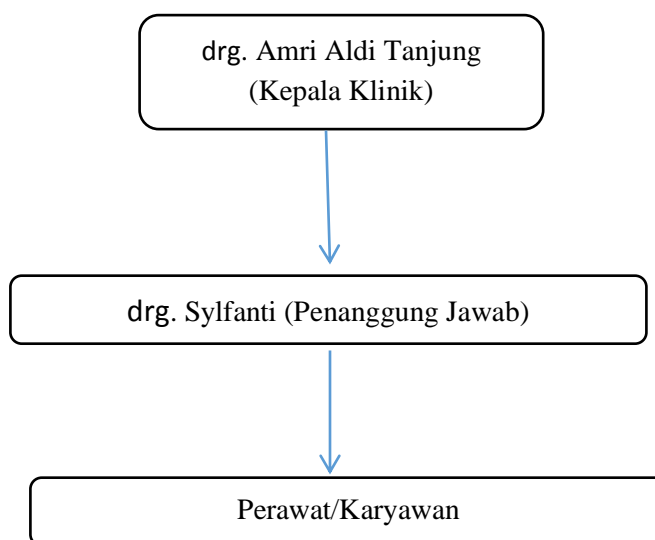 drg. Amri Aldi Tanjung
(Kepala Klinik)
drg. Sylfanti (Penanggung Jawab)
Perawat/Karyawan